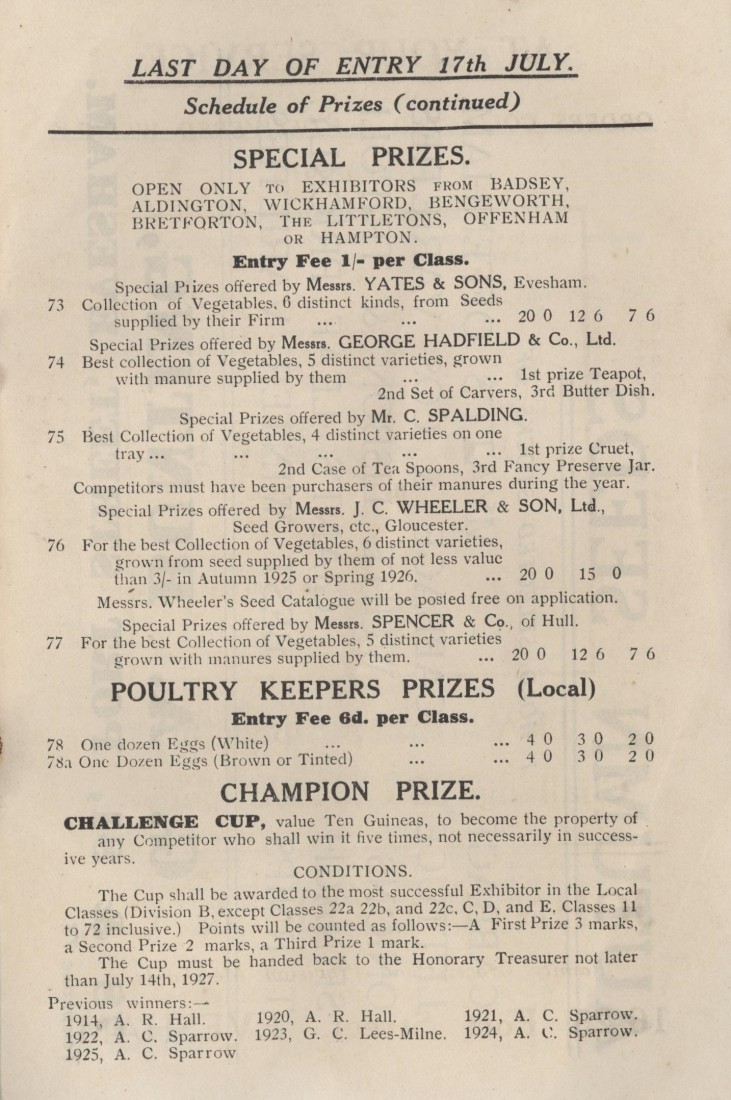 LAST DAY OF ENTRY 17th JULY.
Schedule of Prizes (continued)
SPECIAL PRIZES.
OPEN ONLY TO EXHIBITORS FROM BADSEY,
ALDINGTON, WICKHAMFORD, BENGEWORTH,
BRETFORTON, THE LITTLETONS, OFFENHAM
OR HAMPTON.
Entry Fee 1/- per Class.
Special Prizes offered by Messrs. YATES & SONS, Evesham.
73 Collection of Vegetables, 6 distinct kinds, from Seeds
supplied by their Firm ... ... ... 20 0 12 6 7 6
Special Prizes offered by Messrs. GEORGE HADFIELD & Co., Ltd.
74 Best collection of Vegetables, 5 distinct varieties, grown
with manure supplied by them ... ... 1st prize Teapot,
2nd Set of Carvers, 3rd Butter Dish.
Special Prizes offered by Mr. C. SPALDING.
75 Best Collection of Vegetables, 4 distinct varieties on one
tray ... ... ... ... ... 1st prize Cruet,
2nd Case of Tea Spoons, 3rd Fancy Preserve Jar.
Competitors must have been purchasers of their manures during the year.
Special Prizes offered by Messrs. J. C. WHEELER & SON, Ltd.,
Seed Growers, etc., Gloucester.
76 For the best Collection of Vegetables, 6 distinct varieties,
grown from seed supplied by them of not less value
than 3/- in Autumn 1925 or Spring 1926. ... 20 0 15 0
Messrs. Wheeler's Seed Catalogue will be posted free on application.
Special Prizes offered by Messrs. SPENCER & Co., of Hull.
77 For the best Collection of Vegetables, 5 distinct varieties
grown with manures supplied by them. ... 20 0 12 6 7 6
POULTRY KEEPERS PRIZES (Local)
Entry Fee 6d. per Class.
78 One dozen Eggs (White) ... ... ... 4 0 3 0 2 0
78a One Dozen Eggs (Brown or Tinted) ... ... 4 0 3 0 2 0
CHAMPION PRIZE.
CHALLENGE CUP, value Ten Guineas, to become the property of
any Competitor who shall win it five times, not necessarily in success-
ive years.
CONDITIONS.
The Cup shall be awarded to the most successful Exhibitor in the Local
Classes (Division B, except Classes 22a 22b, and 22c, C, D, and E. Classes 11
to 72 inclusive.) Points will be counted as follows:—A First Prize 3 marks,
a Second Prize 2 marks, a Third Prize 1 mark.
The Cup must be handed back to the Honorary Treasurer not later
than July 14th, 1927.
Previous winners:—
1914, A. R. Hall. 1920, A. R. Hall. 1921, A. C. Sparrow.
1922, A. C. Sparrow. 1923, G. C. Lees-Milne. 1924, A. C. Sparrow.
1925, A. C. Sparrow